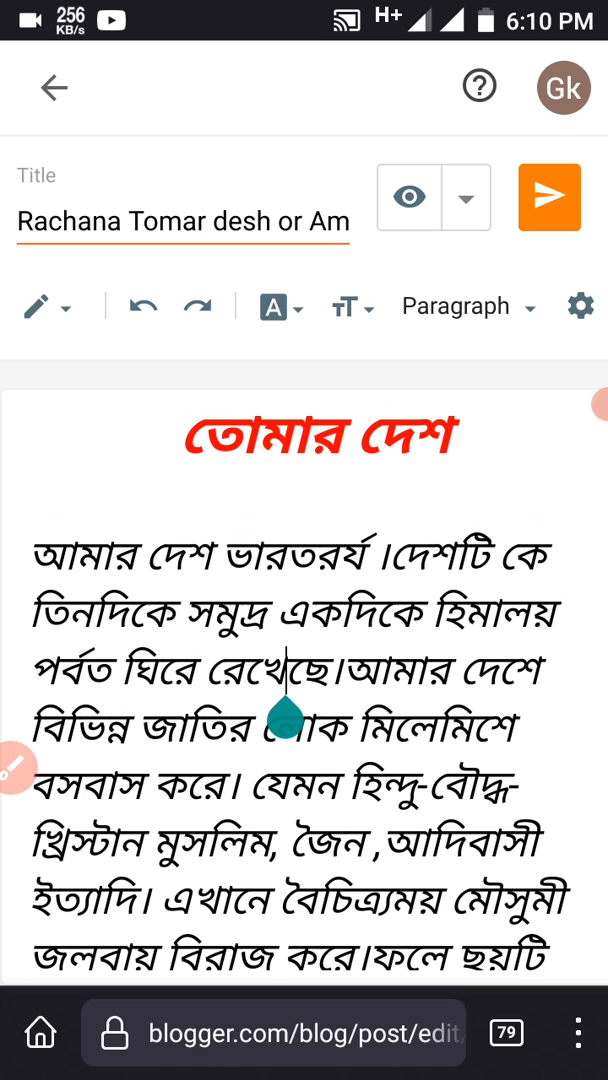 256 KB/s H+ 6:10 PM
Gk
Title
Rachana Tomar desh or Am
A TT Paragraph
তোমার দেশ
আমার দেশ ভারতরর্য ।দেশটি কে
তিনদিকে সমুদ্র একদিকে হিমালয়
পর্বত ঘিরে রেখেছে।আমার দেশে
বিভিন্ন জাতির লোক মিলেমিশে
বসবাস করে। যেমন হিন্দু-বৌদ্ধ-
খ্রিস্টান মুসলিম, জৈন ,আদিবাসী
ইত্যাদি। এখানে বৈচিত্র্যময় মৌসুমী
জলবায় বিরাজ করে।ফলে ছয়টি
blogger.com/blog/post/edit 79